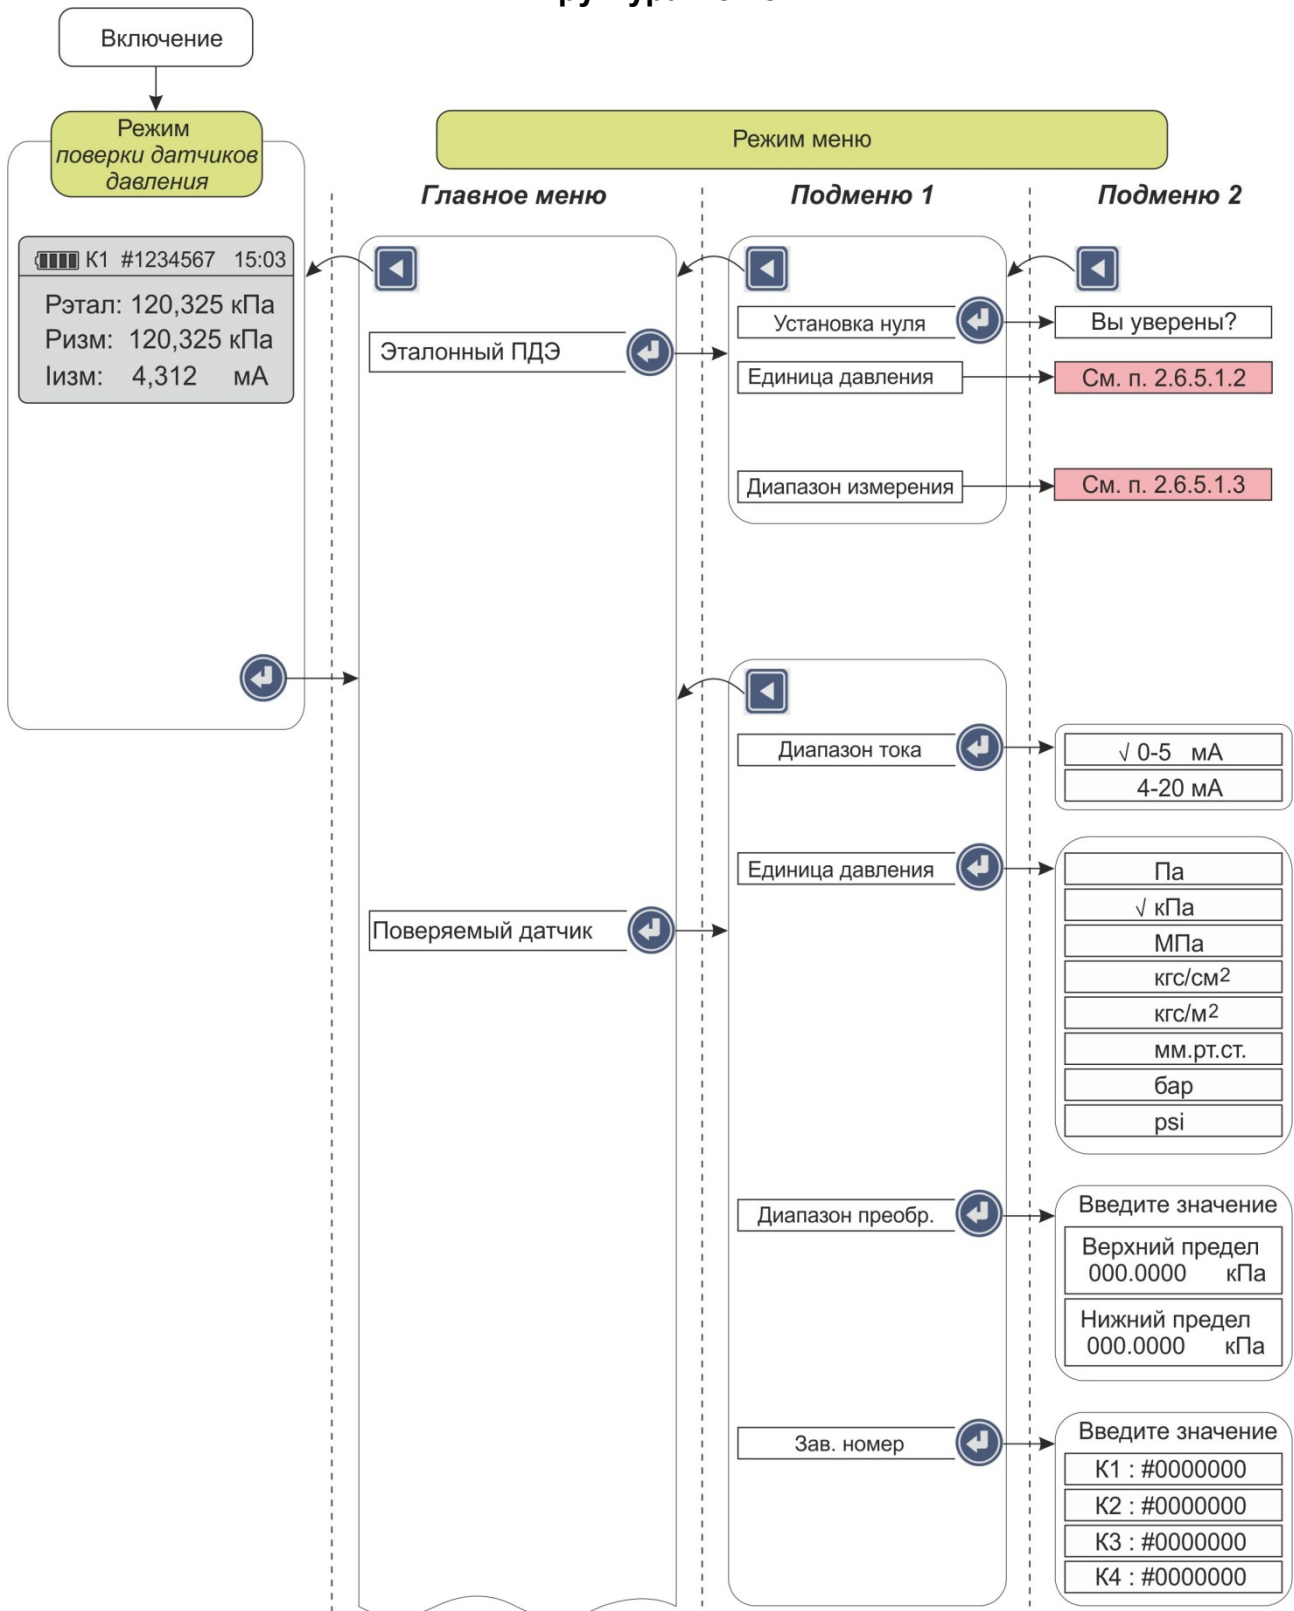 Включение
Режим
поверки датчиков
давления
К1 #1234567 15:03
Рэтал: 120,325 кПа
Ризм: 120,325 кПа
Iизм: 4,312 мА
Режим меню
Главное меню
Подменю 1
Подменю 2
Эталонный ПДЭ
Установка нуля
Вы уверены?
Единица давления
См. п. 2.6.5.1.2
Диапазон измерения
См. п. 2.6.5.1.3
Поверяемый датчик
Диапазон тока
√ 0-5 мА
4-20 мА
Единица давления
Па
√ кПа
МПа
кгс/см2
кгс/м2
мм.рт.ст.
бар
psi
Диапазон преобр.
Введите значение
Верхний предел
000.0000 кПа
Нижний предел
000.0000 кПа
Зав. номер
Введите значение
К1 : #0000000
К2 : #0000000
К3 : #0000000
К4 : #0000000